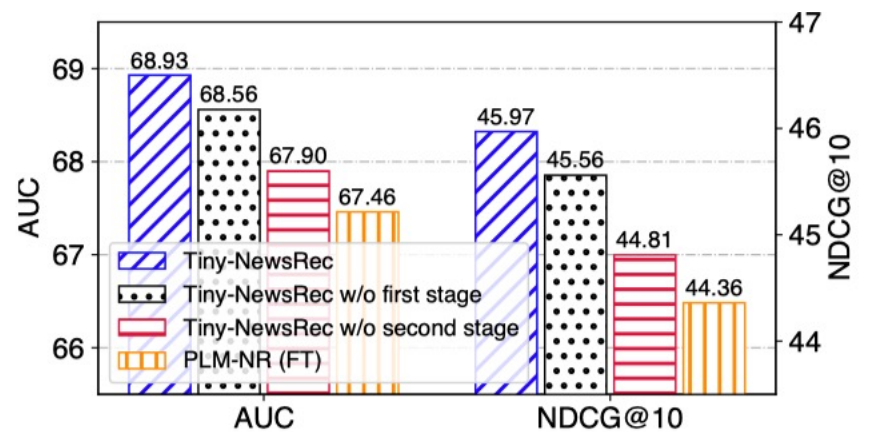 47
69
68.93
68.56
46
45.97
68
67.90
45.56
AUC
67.46
NDCG@10
45
67
44.81
Tiny-NewsRec
Tiny-NewsRec w/o first stage
44.36
Tiny-NewsRec w/o second stage
44
66
PLM-NR (FT)
AUC
NDCG@10